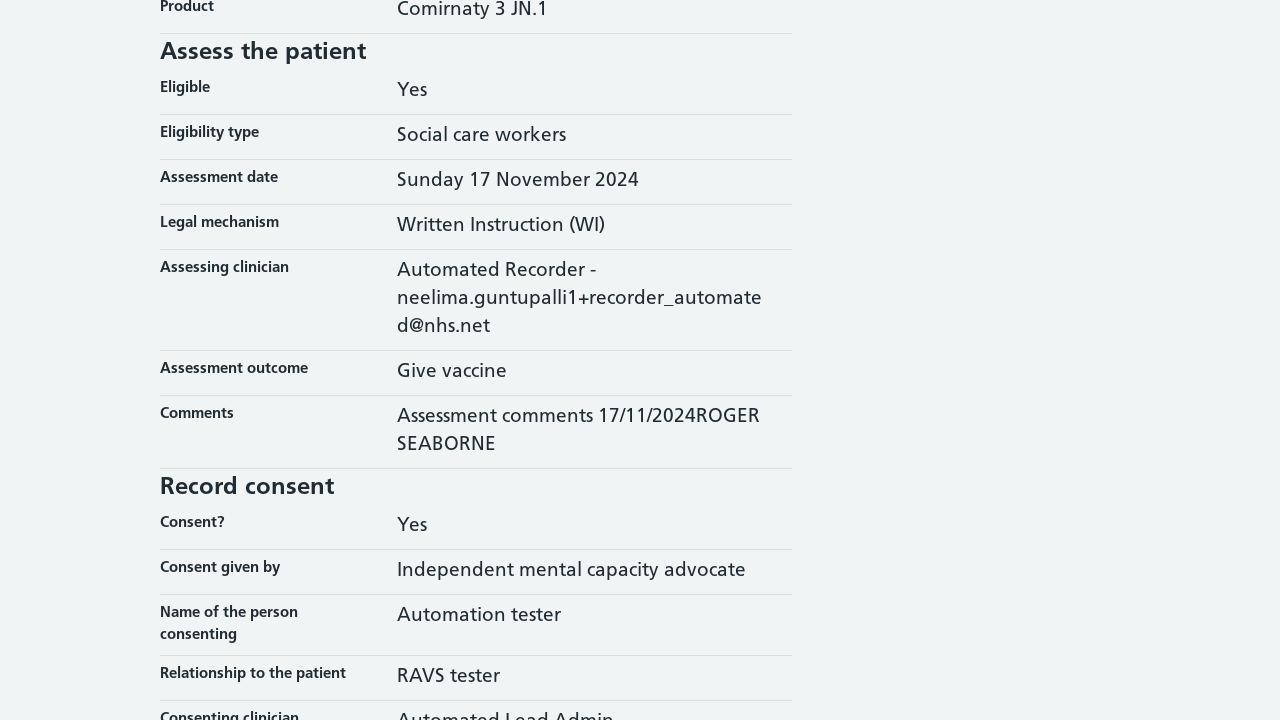 Product
Comirnaty 3 JN.1
Assess the patient
Eligible
Yes
Eligibility type
Social care workers
Assessment date
Sunday 17 November 2024
Legal mechanism
Written Instruction (WI)
Assessing clinician
Automated Recorder -
neelima.guntupalli1+recorder_automate
d@nhs.net
Assessment outcome
Give vaccine
Comments
Assessment comments 17/11/2024ROGER
SEABORNE
Record consent
Consent?
Yes
Consent given by
Independent mental capacity advocate
Name of the person
consenting
Automation tester
Relationship to the patient
RAVS tester
Consenting clinician
Automated Lead Admin